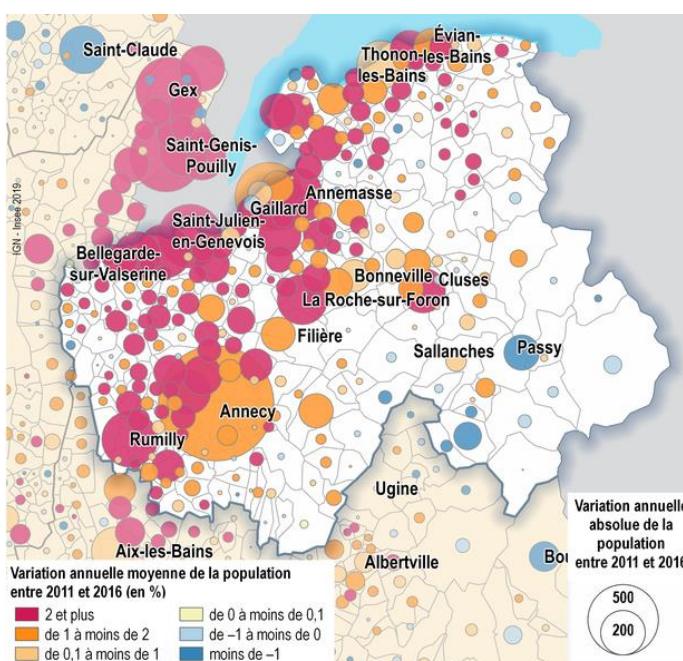 Saint-Claude
Gex
Saint-Genis-
Pouilly
Évian-
Thonon-les-Bains
les-Bains
IGN - Insee 2019
Annemasse
Gaillard
Saint-Julien-
en-Genevois
Bellegarde-
sur-Valserine
Bonneville
Cluses
La Roche-sur-Foron
Filière
Sallanches
Passy
Annecy
Rumilly
Ugine
Aix-les-Bains
Albertville
Bou
Variation annuelle
absolue de la
population
entre 2011 et 2016
500
200
Variation annuelle moyenne de la population
entre 2011 et 2016 (en %)
2 et plus
de 1 à moins de 2
de 0,1 à moins de 1
de 0 à moins de 0,1
de –1 à moins de 0
moins de –1